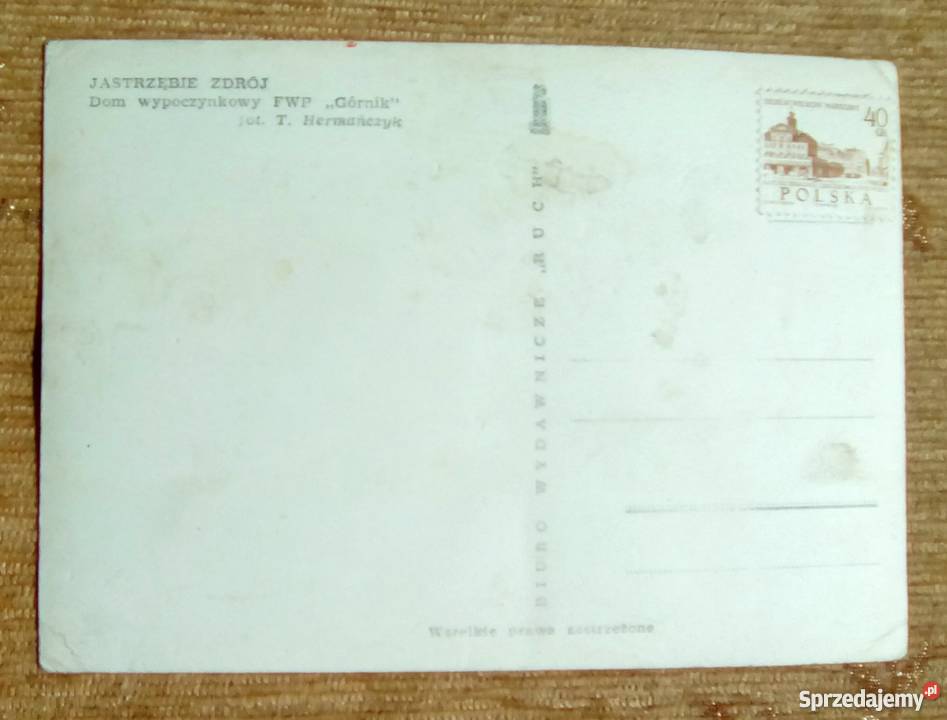 JASTRZĘBIE ZDRÓJ
Dom wypoczynkowy FWP „Górnik”
fot. T. Hermańczyk
BIURO WYDAWNICZE „RUCH”
40
POLSKA
Wszelkie prawa zastrzeżone
Sprzedajemy.pl